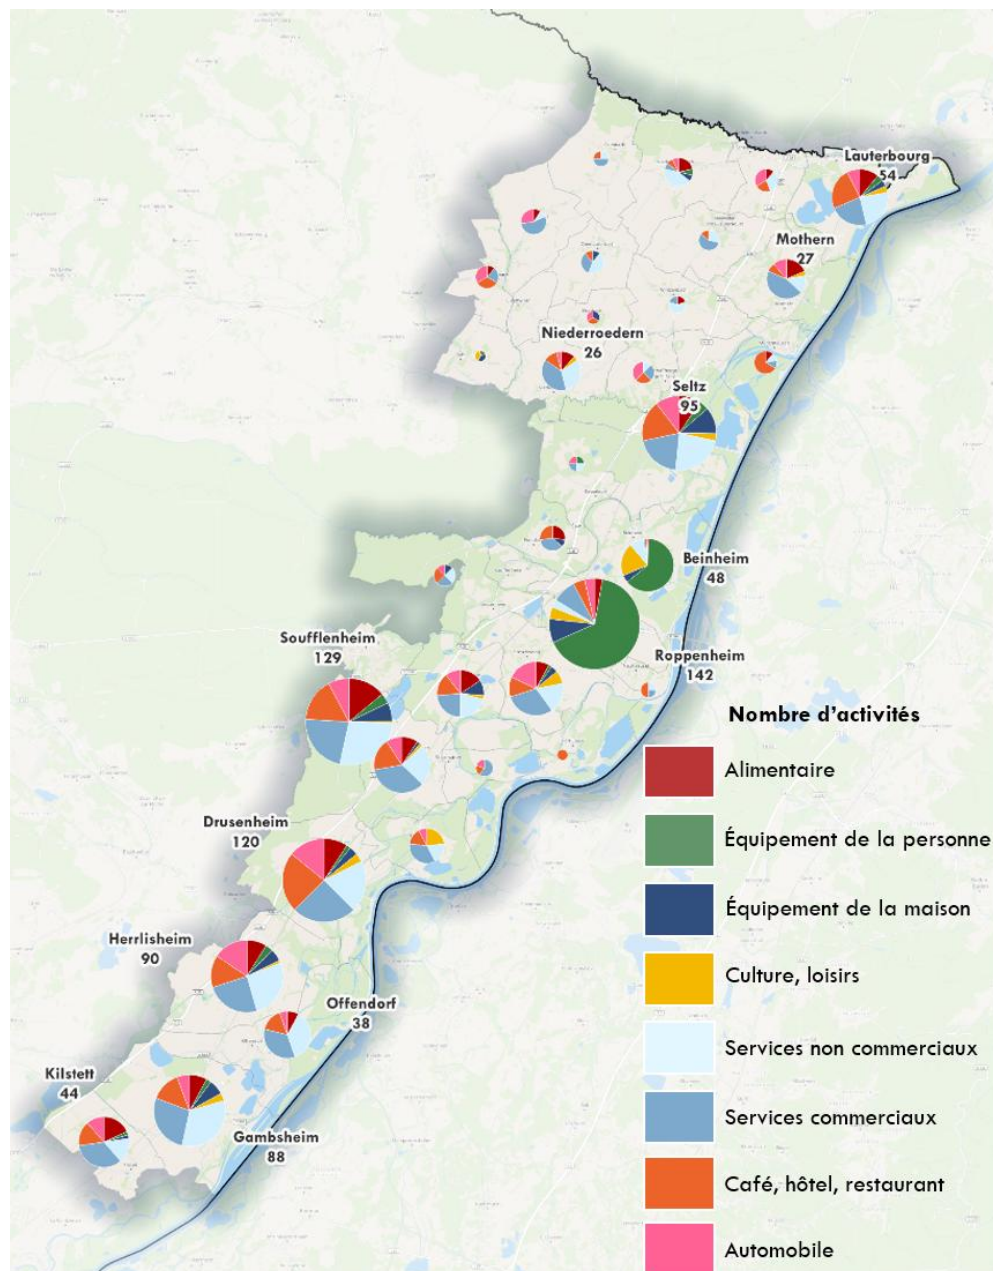 Lauterbourg
54
Mothern
27
Niederroedern
26
Seltz
95
Beinheim
48
Soufflenheim
129
Roppenheim
142
Nombre d’activités
Alimentaire
Équipement de la personne
Drusenheim
120
Équipement de la maison
Herrlisheim
90
Culture, loisirs
Offendorf
38
Services non commerciaux
Kilstett
44
Services commerciaux
Gambsheim
88
Café, hôtel, restaurant
Automobile